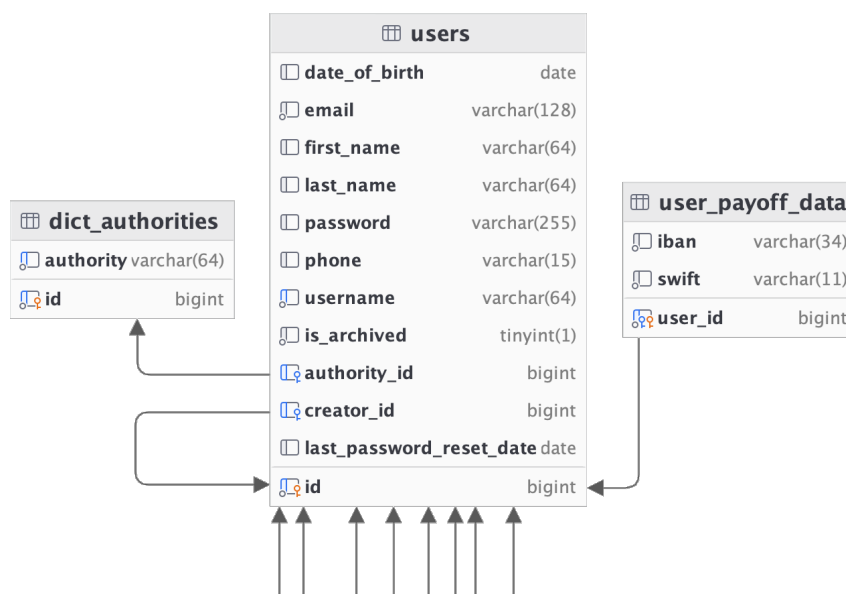 users
date_of_birth date
email varchar(128)
first_name varchar(64)
last_name varchar(64)
password varchar(255)
phone varchar(15)
username varchar(64)
is_archived tinyint(1)
authority_id bigint
creator_id bigint
last_password_reset_date date
id bigint
dict_authorities
authority varchar(64)
id bigint
user_payoff_data
iban varchar(34)
swift varchar(11)
user_id bigint